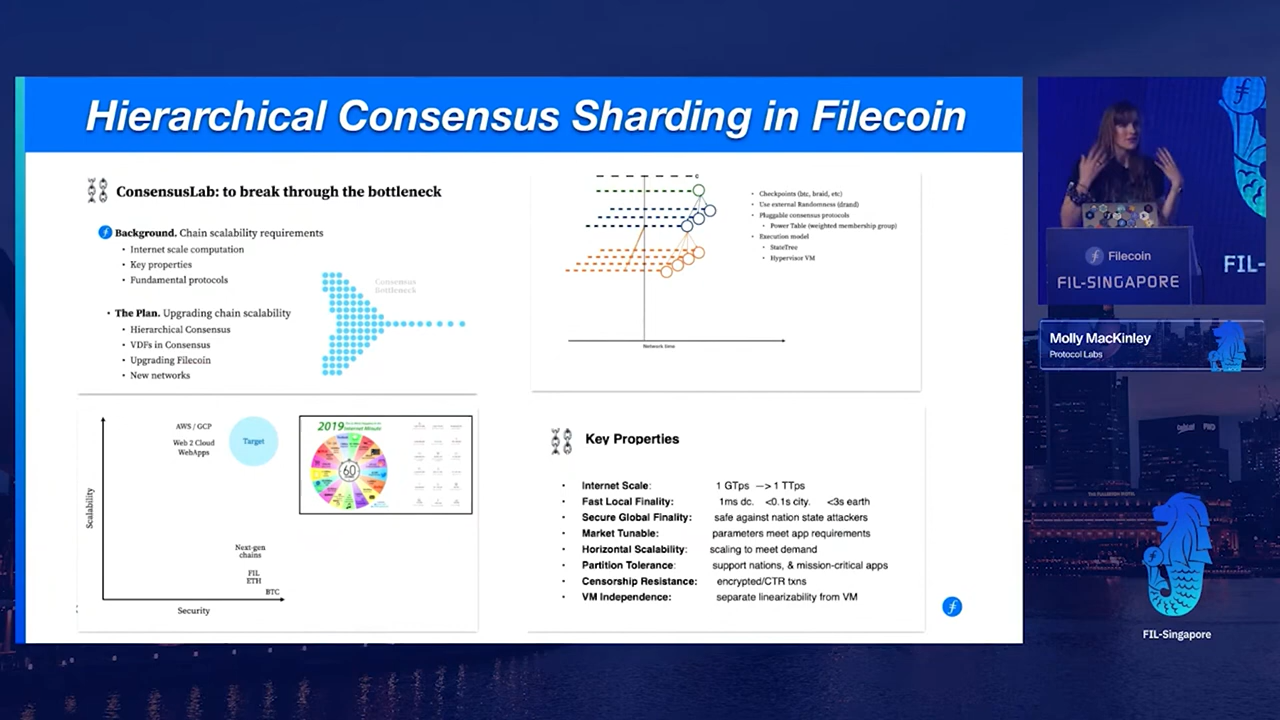 Hierarchical Consensus Sharding in Filecoin
ConsensusLab: to break through the bottleneck
Background. Chain scalability requirements
• Internet scale computation
• Key properties
• Fundamental protocols
Consensus
Bottleneck
• The Plan. Upgrading chain scalability
• Hierarchical Consensus
• VDFs in Consensus
• Upgrading Filecoin
• New networks
C
• Checkpoints (btc, braid, etc)
• Use external Randomness (drand)
• Pluggable consensus protocols
• Power Table (weighted membership group)
• Execution model
• StateTree
• Hypervisor VM
Network time
Scalability
AWS / GCP
Web 2 Cloud
WebApps
Target
2019
Internet Minute
60
Next-gen
chains
FIL
ETH
BTC
Security
Key Properties
• Internet Scale: 1 GTps —> 1 TTps
• Fast Local Finality: 1ms dc. <0.1s city. <3s earth
• Secure Global Finality: safe against nation state attackers
• Market Tunable: parameters meet app requirements
• Horizontal Scalability: scaling to meet demand
• Partition Tolerance: support nations, & mission-critical apps
• Censorship Resistance: encrypted/CTR txns
• VM Independence: separate linearizability from VM
Filecoin
FIL-SINGAPORE
FIL-
Molly MacKinley
Protocol Labs
FIL-Singapore